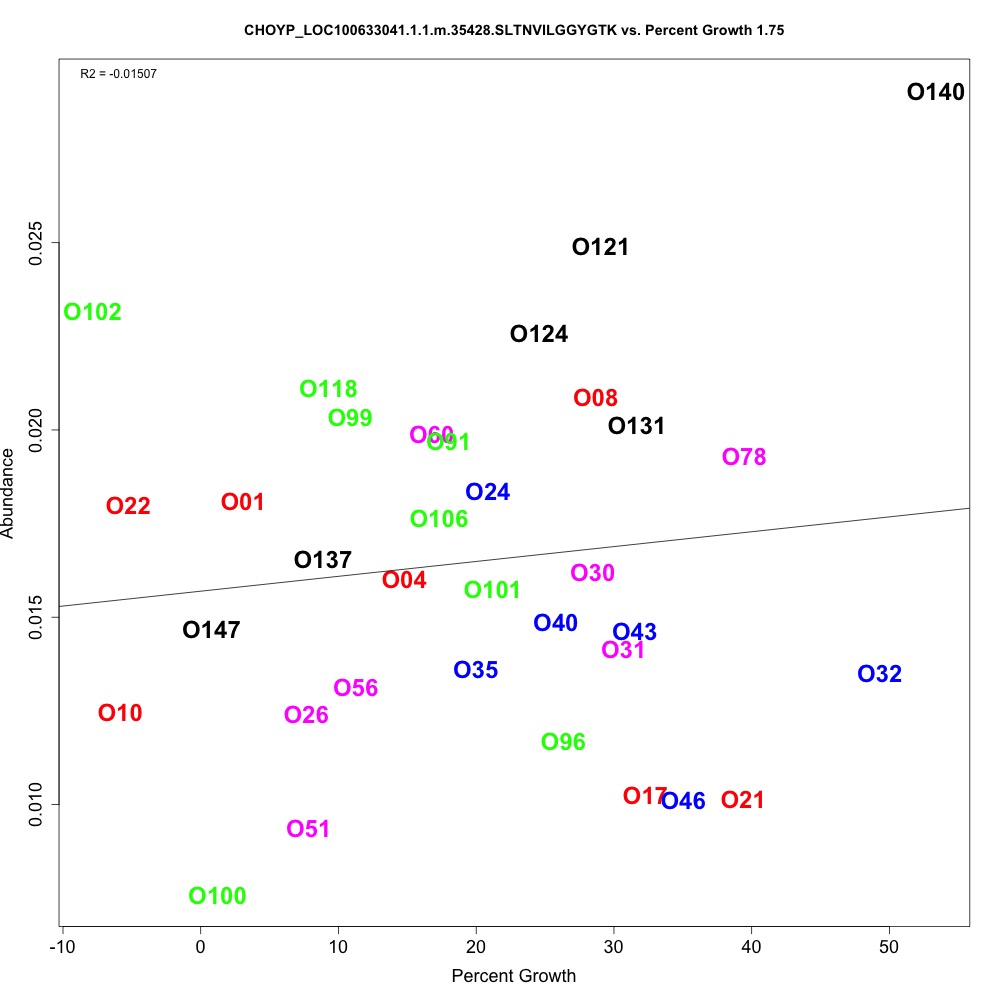 CHOYP_LOC100633041.1.1.m.35428.SLTNVILGGYGTK vs. Percent Growth 1.75
R2 = -0.01507
O140
O121
0.025
O102
O124
O118
O08
O99
O131
0.020
O60
O91
O78
O24
Abundance
O22
O01
O106
O137
O30
O04
O101
O40
0.015
O147
O43
O31
O35
O32
O56
O10
O26
O96
O17
O46
O21
0.010
O51
O100
-10 0 10 20 30 40 50
Percent Growth